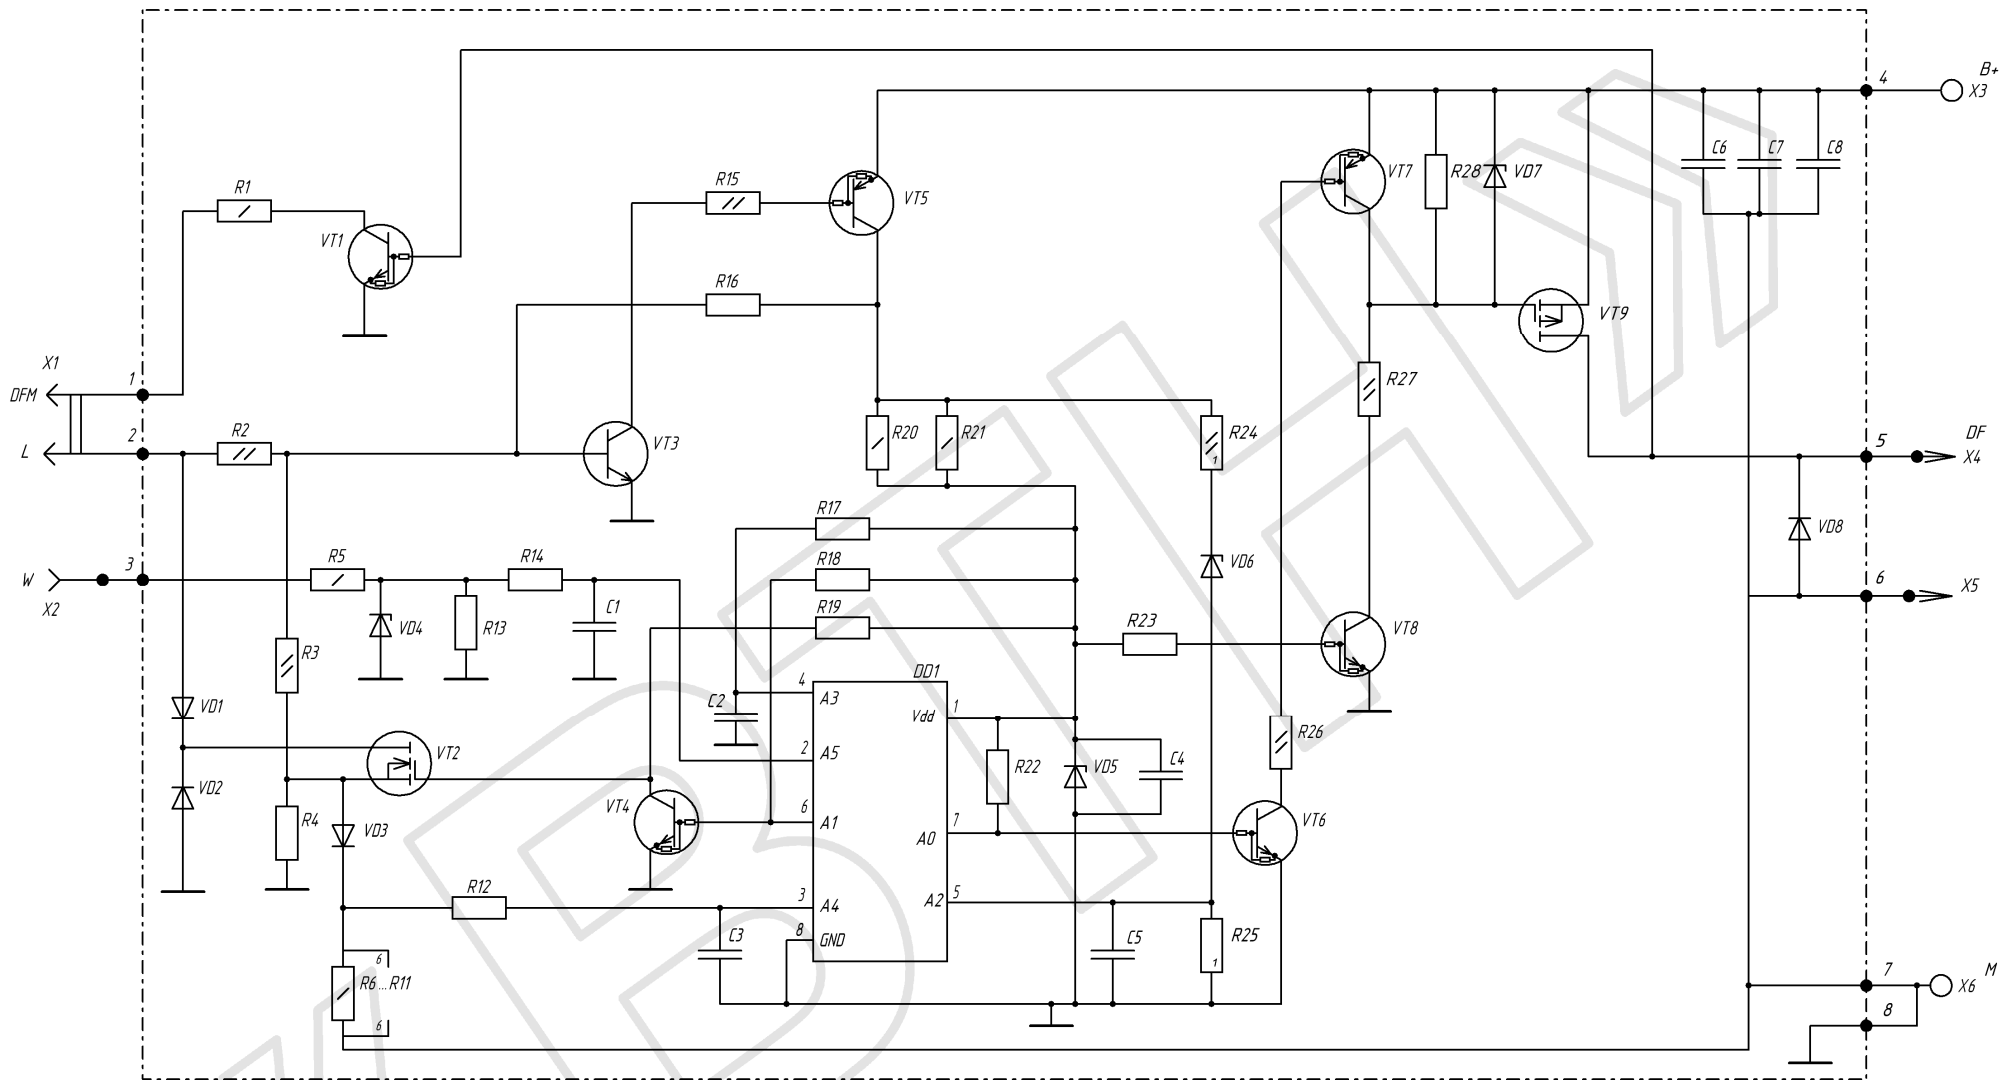 4
B+
X3
C6
C7
C8
VT7
R28
VD7
R15
VT5
R1
VT1
R16
VT9
X1
1
DFM
R27
2
L
R2
VT3
R20
R21
R24
1
5
DF
X4
R17
VD8
3
W
X2
R5
R14
R18
VD6
6
X5
VD4
R13
C1
R19
R23
VT8
R3
DD1
4
A3
C2
1
Vdd
VD1
R26
VT2
2
A5
R22
VD5
C4
VD2
R4
VD3
VT4
6
A1
7
A0
VT6
R12
3
A4
5
A2
C3
8
GND
C5
R25
1
6
R6...R11
6
7
M
X6
8
«ВТН»